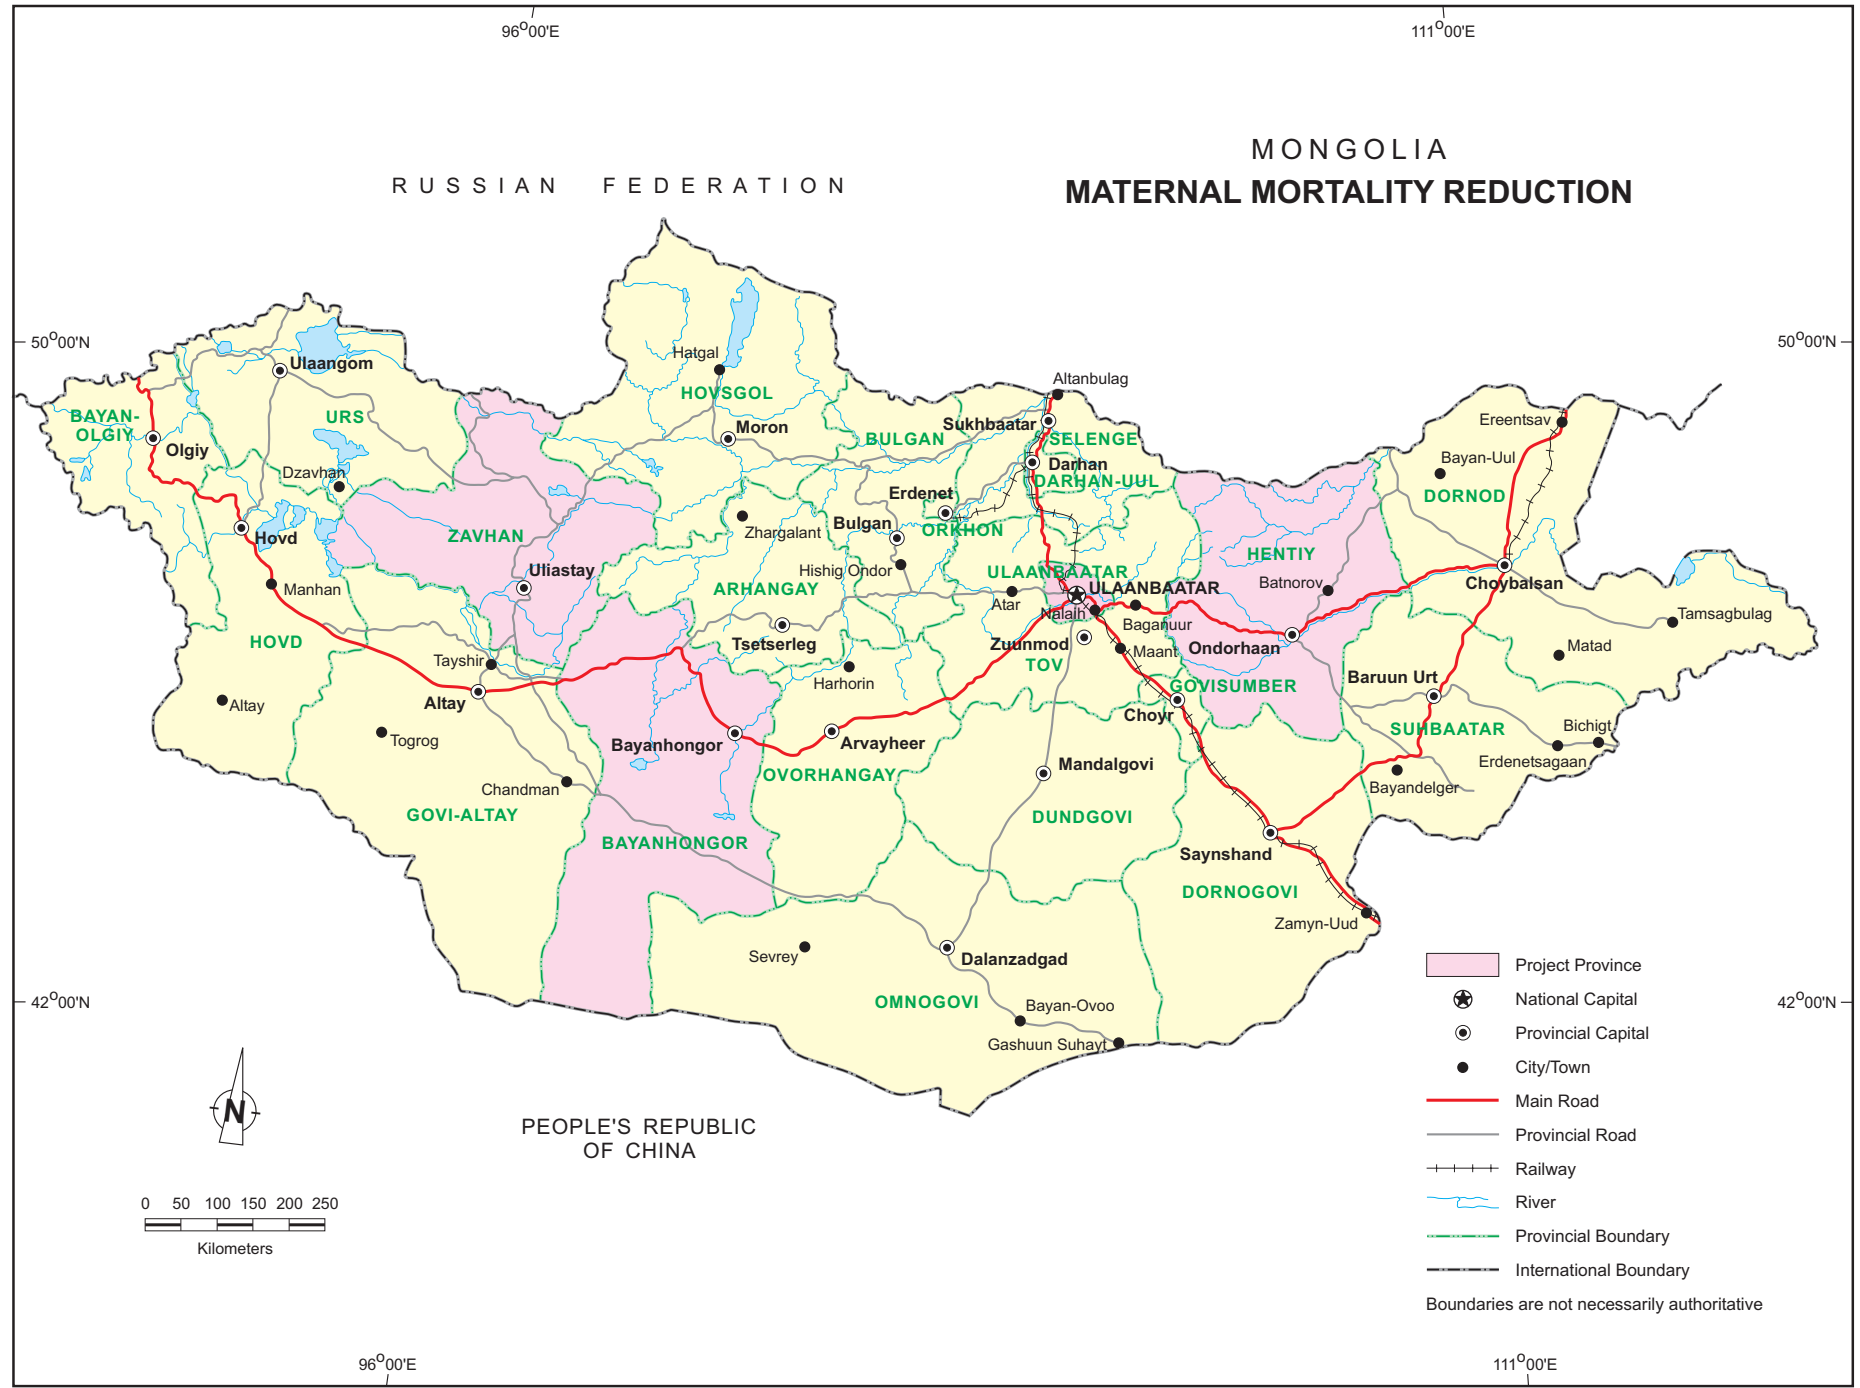 96°00'E
111°00'E
MONGOLIA
MATERNAL MORTALITY REDUCTION
RUSSIAN FEDERATION
50°00'N
50°00'N
Hatgal
HOVSGOL
Moron
Ulaangom
URS
BAYAN-
OLGIY
Olgiy
Dzavhan
Hovd
Manhan
HOVD
Altay
ZAVHAN
Uliastay
Tayshir
Altay
Togrog
Chandman
GOVI-ALTAY
Zhargalant
ARHANGAY
Tsetserleg
Harhorin
BULGAN
Bulgan
Hishig Ondor
Erdenet
ORKHON
Altanbulag
Sukhbaatar
SELENGE
Darhan
DARHAN-UUL
ULAANBAATAR
ULAANBAATAR
Atar
Nalaih
Baganuur
Zuunmod
TOV
Maant
GOVISUMBER
Choyr
HENTIY
Batnorov
Ondorhaan
Ereentsav
Bayan-Uul
DORNOD
Choybalsan
Tamsagbulag
Matad
Baruun Urt
SUHBAATAR
Bichigt
Erdenetsagaan
Bayandelger
Bayanhongor
BAYANHONGOR
Arvayheer
OVORHANGAY
Mandalgovi
DUNDGOVI
Saynshand
DORNOGOVI
Zamyn-Uud
Sevrey
Dalanzadgad
OMNOGOVI
Bayan-Ovoo
Gashuun Suhayt
42°00'N
42°00'N
PEOPLE'S REPUBLIC
OF CHINA
N
0 50 100 150 200 250
Kilometers
Project Province
National Capital
Provincial Capital
City/Town
Main Road
Provincial Road
Railway
River
Provincial Boundary
International Boundary
Boundaries are not necessarily authoritative
96°00'E
111°00'E